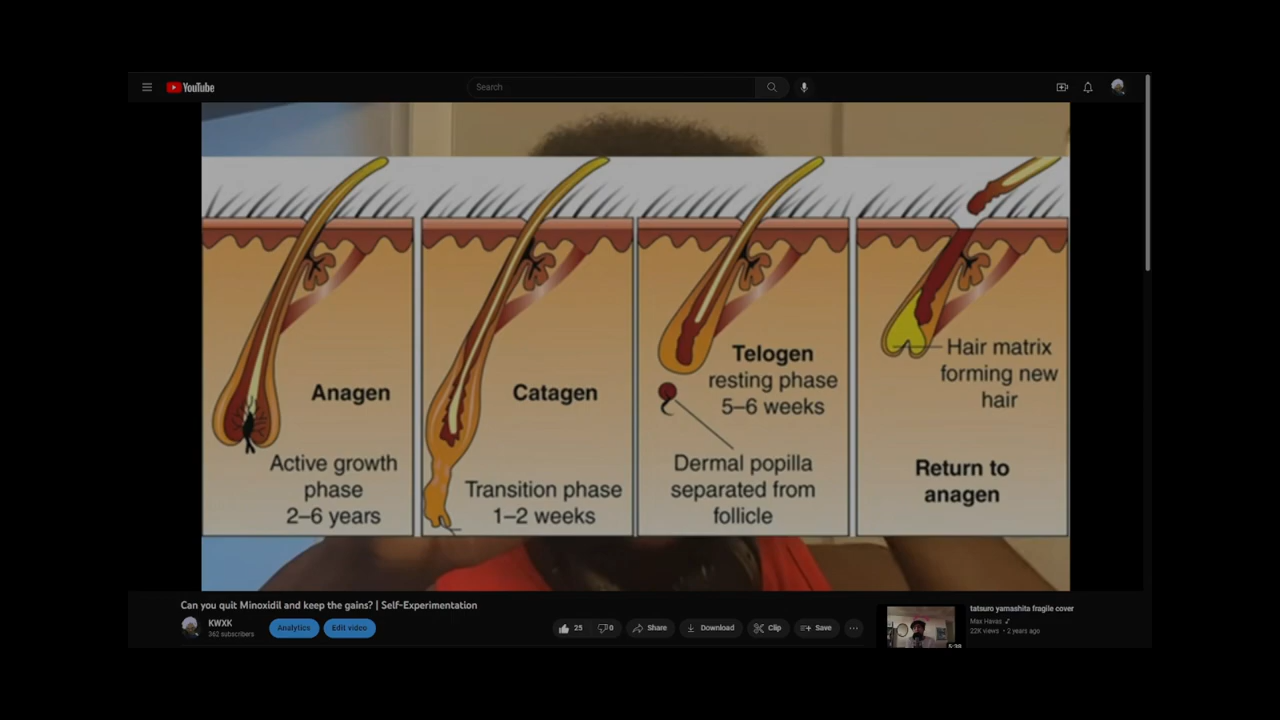 YouTube
Search
Anagen
Active growth
phase
2–6 years
Catagen
Transition phase
1–2 weeks
Telogen
resting phase
5–6 weeks
Dermal popilla
separated from
follicle
Hair matrix
forming new
hair
Return to
anagen
Can you quit Minoxidil and keep the gains? | Self-Experimentation
KWXK
362 subscribers
Analytics
Edit video
25
0
Share
Download
Clip
Save
tatsuro yamashita fragile cover
Max Havas
22K views • 2 years ago
5:38